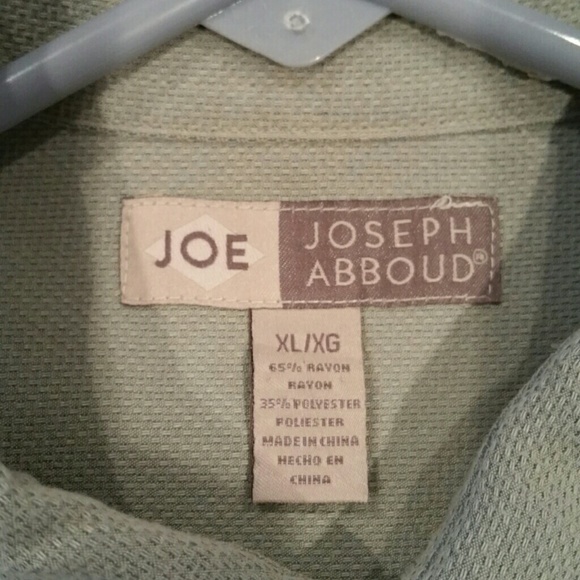 JOE
JOSEPH
ABBOUD®
XL/XG
65% RAYON
RAYON
35% POLYESTER
POLIESTER
MADE IN CHINA
HECHO EN
CHINA